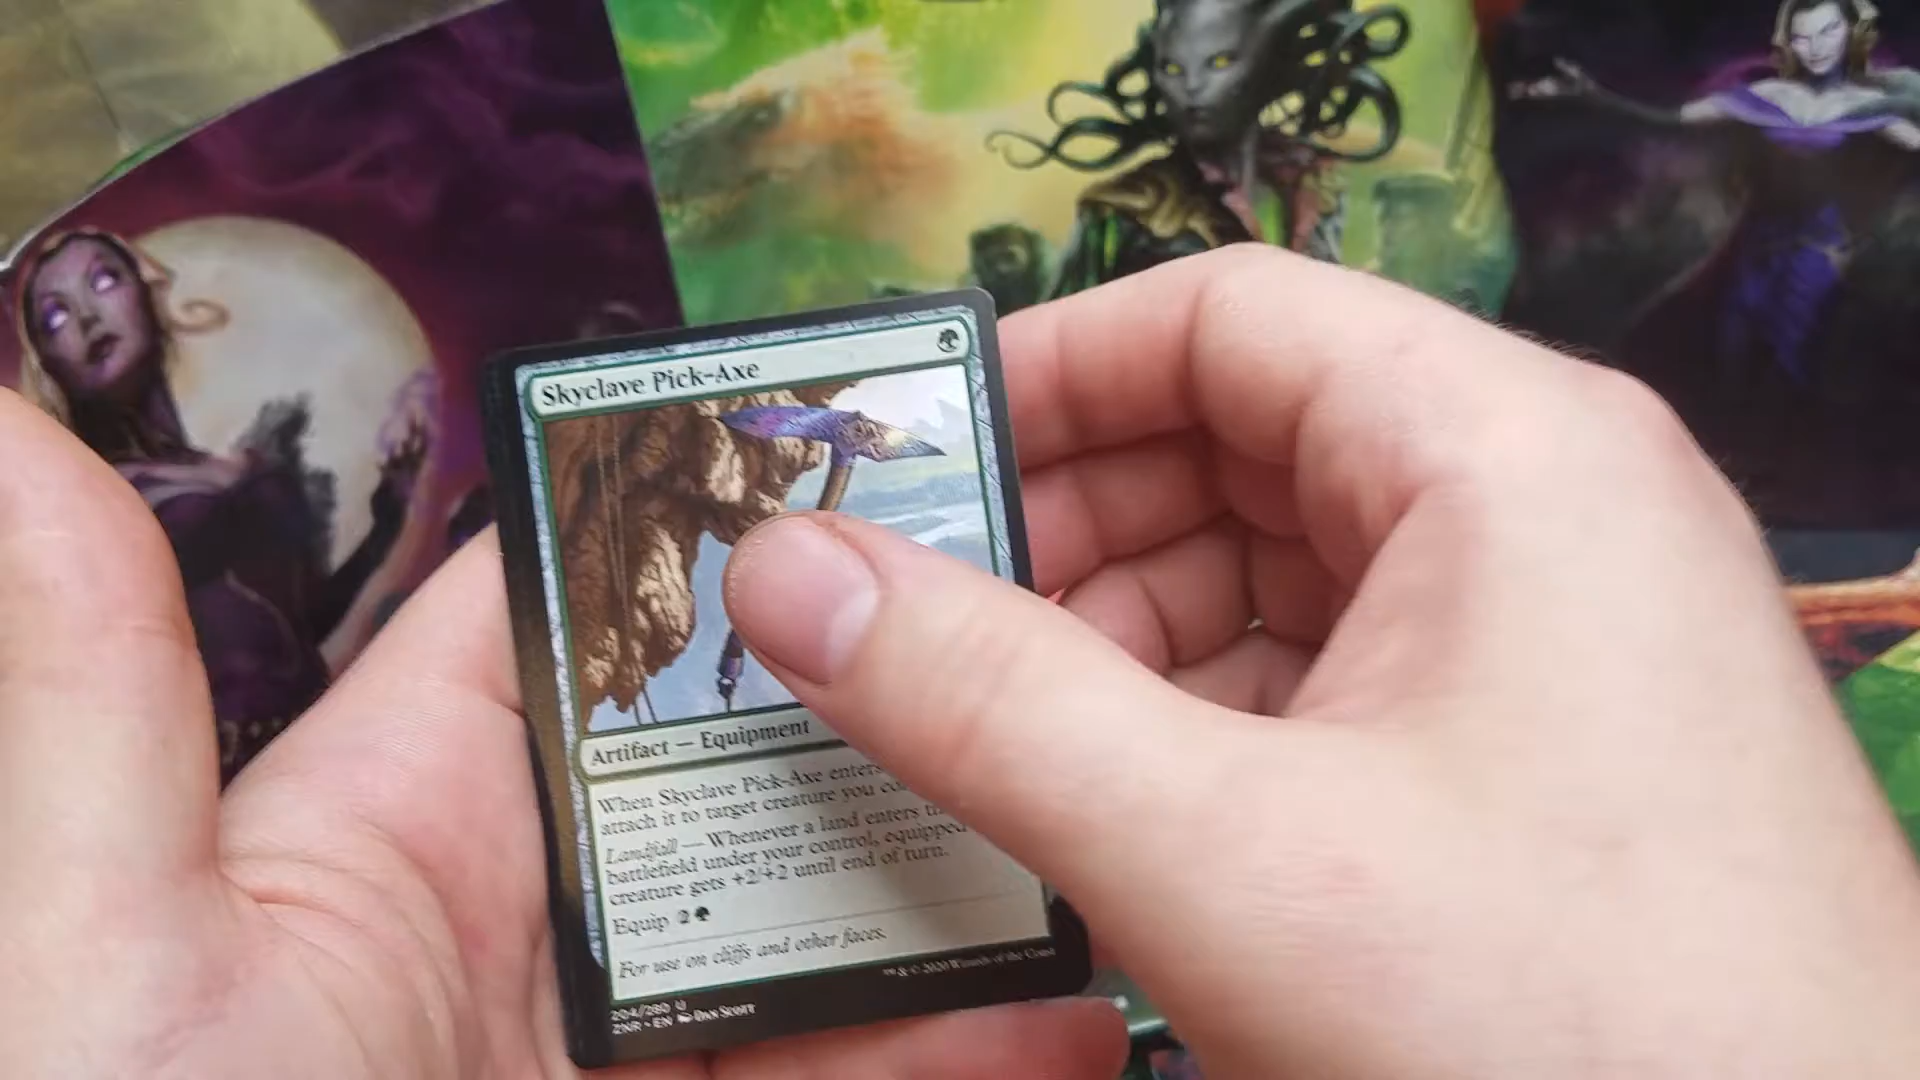 Skyclave Pick-Axe
Artifact — Equipment
When Skyclave Pick-Axe enters
attach it to target creature you
Landfall — Whenever a land enters
battlefield under your control, equipped
creature gets +2/+2 until end of turn.
Equip 2
For use on cliffs and other faces.
™ & © 2020 Wizards of the Coast
204/280 U
ZNR • EN Dan Scott